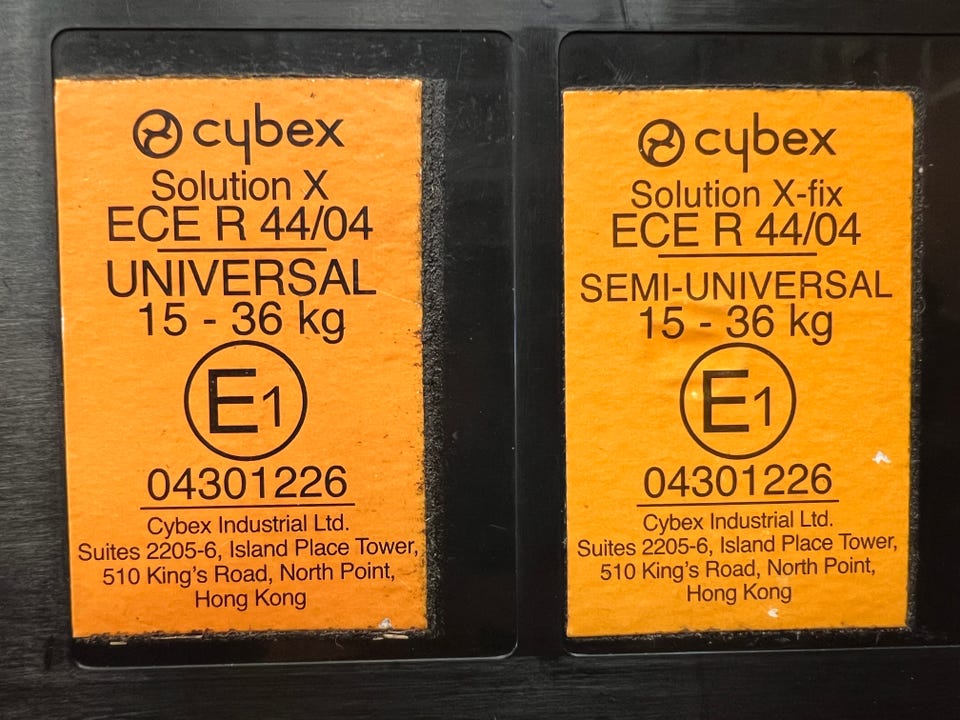 cybex
Solution X
ECE R 44/04
UNIVERSAL
15 - 36 kg
E1
04301226
Cybex Industrial Ltd.
Suites 2205-6, Island Place Tower,
510 King's Road, North Point,
Hong Kong
cybex
Solution X-fix
ECE R 44/04
SEMI-UNIVERSAL
15 - 36 kg
E1
04301226
Cybex Industrial Ltd.
Suites 2205-6, Island Place Tower,
510 King's Road, North Point,
Hong Kong